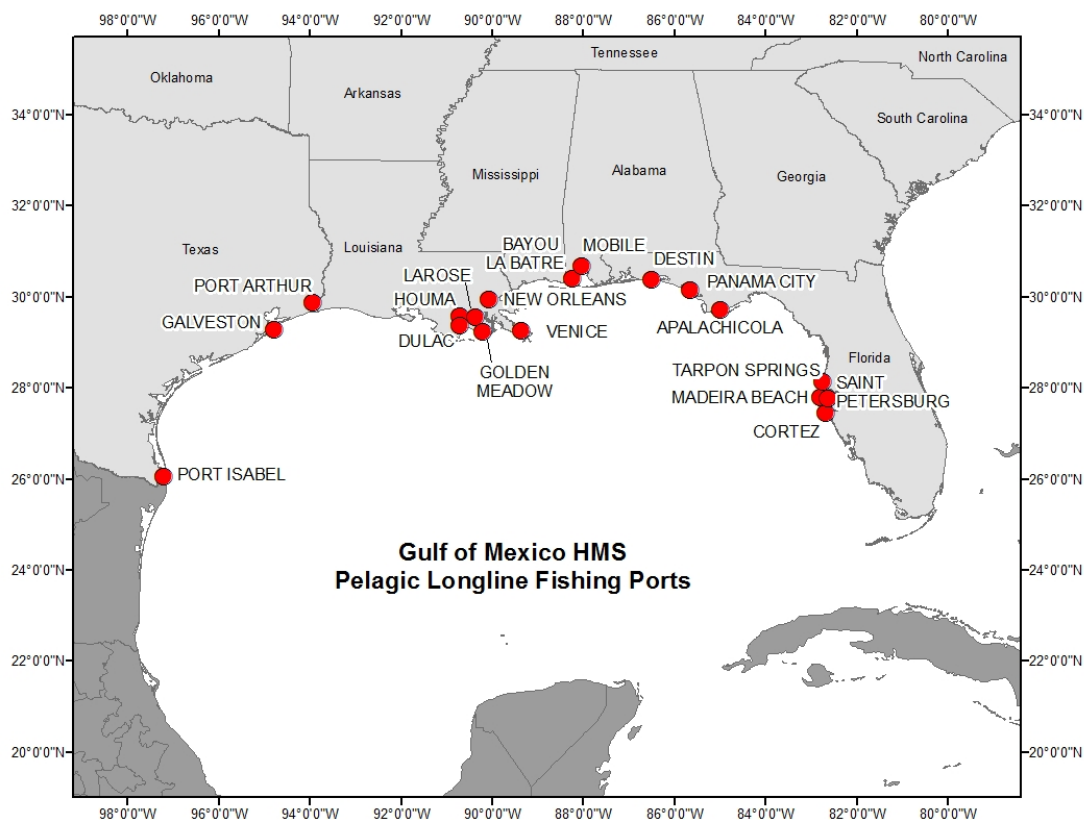 98°0'0"W 96°0'0"W 94°0'0"W 92°0'0"W 90°0'0"W 88°0'0"W 86°0'0"W 84°0'0"W 82°0'0"W 80°0'0"W
Tennessee
North Carolina
Oklahoma
Arkansas
34°0'0"N
34°0'0"N
South Carolina
Mississippi
Alabama
Georgia
32°0'0"N
32°0'0"N
Texas
Louisiana
BAYOU
LA BATRE
MOBILE
DESTIN
LAROSE
PORT ARTHUR
HOUMA
NEW ORLEANS
PANAMA CITY
30°0'0"N
30°0'0"N
GALVESTON
DULAC
VENICE
APALACHICOLA
GOLDEN
MEADOW
Florida
TARPON SPRINGS
SAINT
PETERSBURG
MADEIRA BEACH
28°0'0"N
28°0'0"N
CORTEZ
PORT ISABEL
26°0'0"N
26°0'0"N
Gulf of Mexico HMS
Pelagic Longline Fishing Ports
24°0'0"N
24°0'0"N
22°0'0"N
22°0'0"N
20°0'0"N
20°0'0"N
98°0'0"W 96°0'0"W 94°0'0"W 92°0'0"W 90°0'0"W 88°0'0"W 86°0'0"W 84°0'0"W 82°0'0"W 80°0'0"W